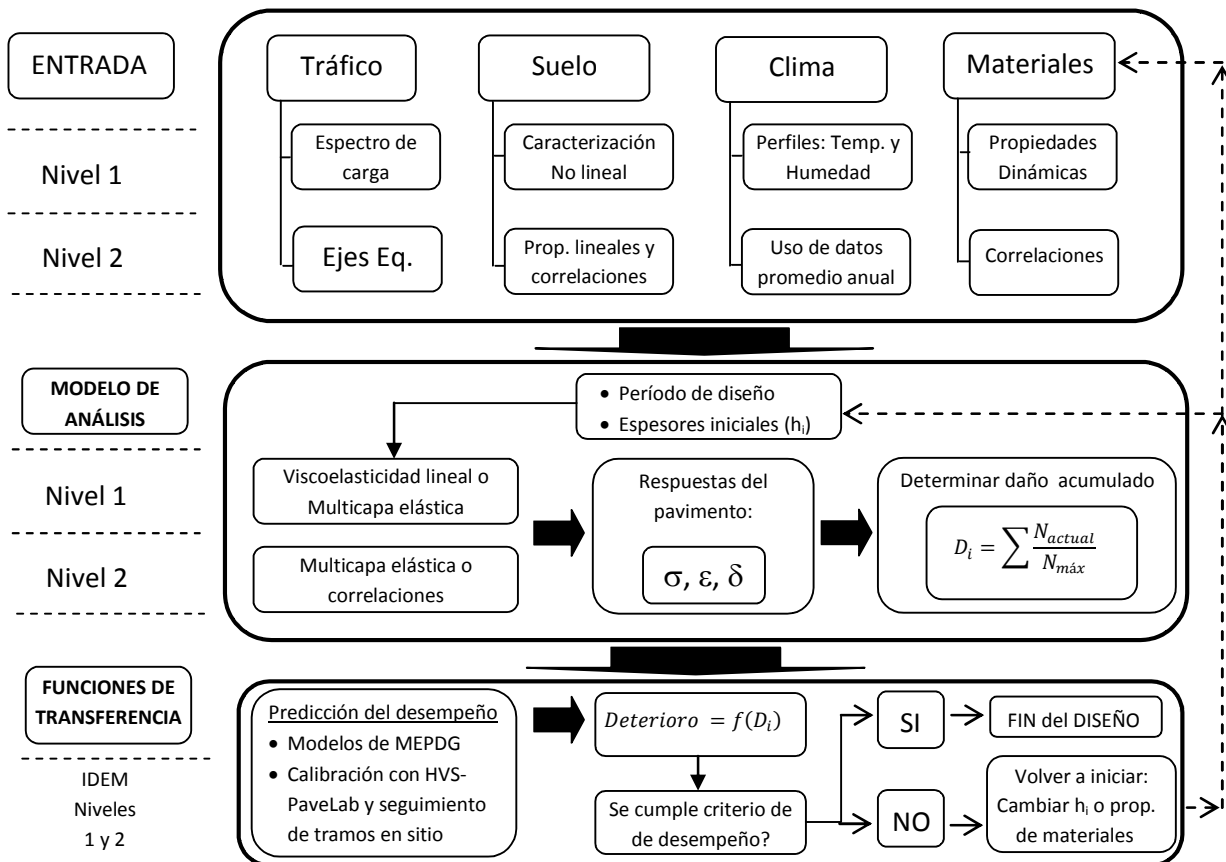 ENTRADA
Tráfico
Suelo
Clima
Materiales
Nivel 1
Espectro de
carga
Caracterización
No lineal
Perfiles: Temp. y
Humedad
Propiedades
Dinámicas
Nivel 2
Ejes Eq.
Prop. lineales y
correlaciones
Uso de datos
promedio anual
Correlaciones
MODELO DE
ANÁLISIS
• Período de diseño
• Espesores iniciales (hᵢ)
Nivel 1
Viscoelasticidad lineal o
Multicapa elástica
Nivel 2
Multicapa elástica o
correlaciones
Respuestas del
pavimento:
σ, ε, δ
Determinar daño acumulado
D_i = ∑ N_actual / N_máx
FUNCIONES DE
TRANSFERENCIA
IDEM
Niveles
1 y 2
Predicción del desempeño
• Modelos de MEPDG
• Calibración con HVS-
PaveLab y seguimiento
de tramos en sitio
Deterioro = f(D_i)
Se cumple criterio de
de desempeño?
SI
FIN del DISEÑO
NO
Volver a iniciar:
Cambiar hᵢ o prop.
de materiales